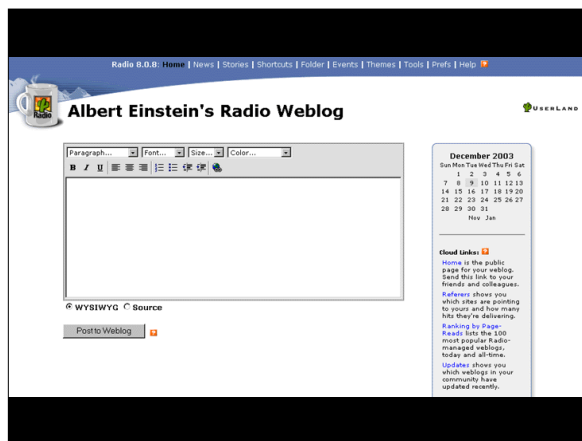 Radio 8.0.8: Home | News | Stories | Shortcuts | Folder | Events | Themes | Tools | Prefs | Help ?
Radio
Albert Einstein's Radio Weblog
USERLAND
Paragraph... Font... Size... Color...
B I U
WYSIWYG Source
Post to Weblog ?
December 2003
Sun Mon Tue Wed Thu Fri Sat
1 2 3 4 5 6
7 8 9 10 11 12 13
14 15 16 17 18 19 20
21 22 23 24 25 26 27
28 29 30 31
Nov Jan
Cloud Links: ?
Home is the public
page for your weblog.
Send this link to your
friends and colleagues.
Referers shows you
which sites are pointing
to yours and how many
hits they're delivering.
Ranking by Page-
Reads lists the 100
most popular Radio-
managed weblogs,
today and all-time.
Updates shows you
which weblogs in your
community have
updated recently.